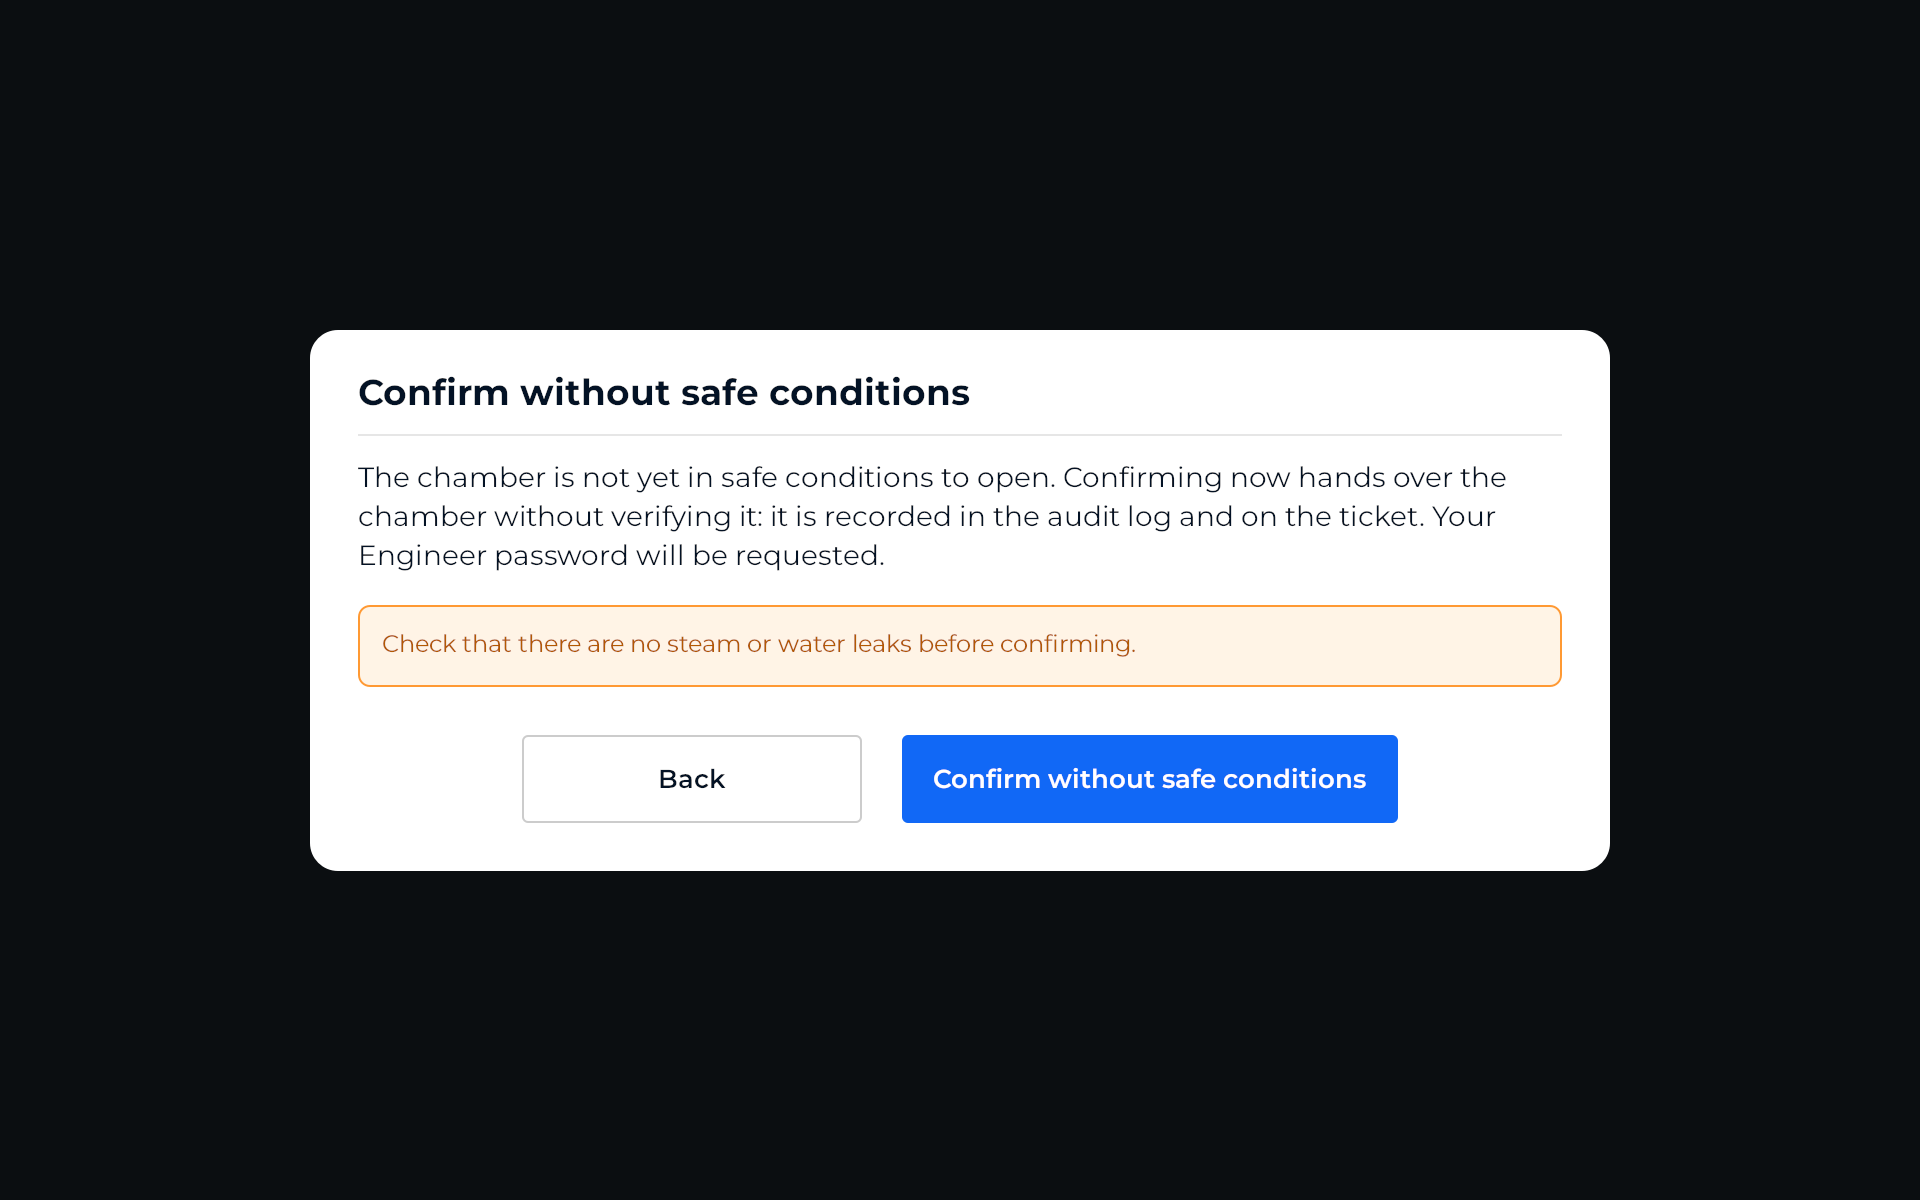 Confirm without safe conditions
The chamber is not yet in safe conditions to open. Confirming now hands over the
chamber without verifying it: it is recorded in the audit log and on the ticket. Your
Engineer password will be requested.
Check that there are no steam or water leaks before confirming.
Back
Confirm without safe conditions